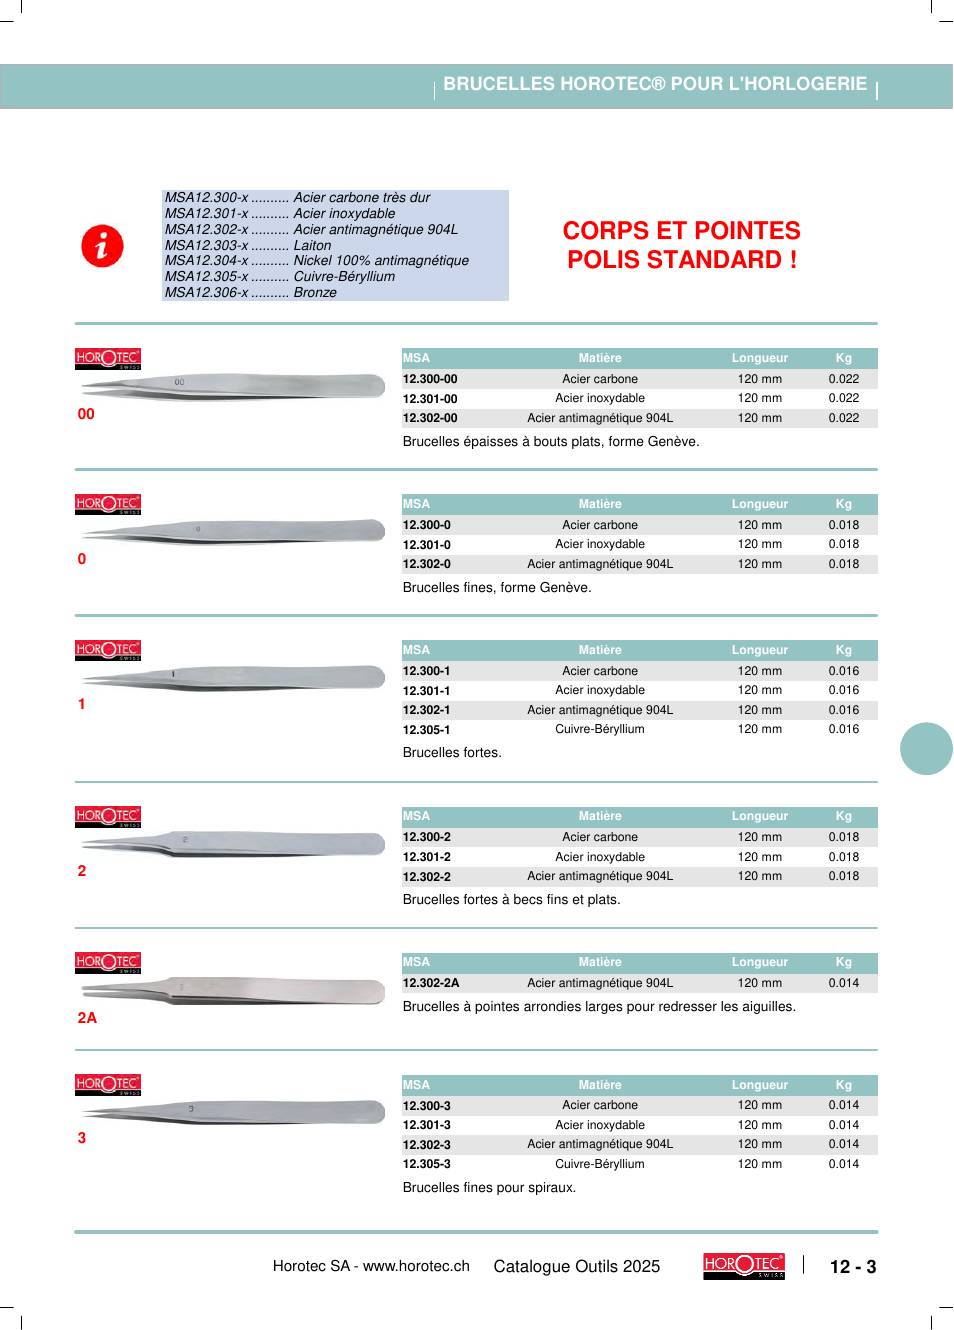 BRUCELLES HOROTEC® POUR L'HORLOGERIE
MSA12.300-x .......... Acier carbone très dur
MSA12.301-x .......... Acier inoxydable
MSA12.302-x .......... Acier antimagnétique 904L
MSA12.303-x .......... Laiton
MSA12.304-x .......... Nickel 100% antimagnétique
MSA12.305-x .......... Cuivre-Béryllium
MSA12.306-x .......... Bronze
i
CORPS ET POINTES
POLIS STANDARD !
HOROTEC®
SWISS
00
00
MSA Matière Longueur Kg
12.300-00 Acier carbone 120 mm 0.022
12.301-00 Acier inoxydable 120 mm 0.022
12.302-00 Acier antimagnétique 904L 120 mm 0.022
Brucelles épaisses à bouts plats, forme Genève.
HOROTEC®
SWISS
0
0
MSA Matière Longueur Kg
12.300-0 Acier carbone 120 mm 0.018
12.301-0 Acier inoxydable 120 mm 0.018
12.302-0 Acier antimagnétique 904L 120 mm 0.018
Brucelles fines, forme Genève.
HOROTEC®
SWISS
1
1
MSA Matière Longueur Kg
12.300-1 Acier carbone 120 mm 0.016
12.301-1 Acier inoxydable 120 mm 0.016
12.302-1 Acier antimagnétique 904L 120 mm 0.016
12.305-1 Cuivre-Béryllium 120 mm 0.016
Brucelles fortes.
HOROTEC®
SWISS
2
2
MSA Matière Longueur Kg
12.300-2 Acier carbone 120 mm 0.018
12.301-2 Acier inoxydable 120 mm 0.018
12.302-2 Acier antimagnétique 904L 120 mm 0.018
Brucelles fortes à becs fins et plats.
HOROTEC®
SWISS
2A
MSA Matière Longueur Kg
12.302-2A Acier antimagnétique 904L 120 mm 0.014
Brucelles à pointes arrondies larges pour redresser les aiguilles.
HOROTEC®
SWISS
3
3
MSA Matière Longueur Kg
12.300-3 Acier carbone 120 mm 0.014
12.301-3 Acier inoxydable 120 mm 0.014
12.302-3 Acier antimagnétique 904L 120 mm 0.014
12.305-3 Cuivre-Béryllium 120 mm 0.014
Brucelles fines pour spiraux.
Horotec SA - www.horotec.ch Catalogue Outils 2025 HOROTEC® SWISS 12 - 3